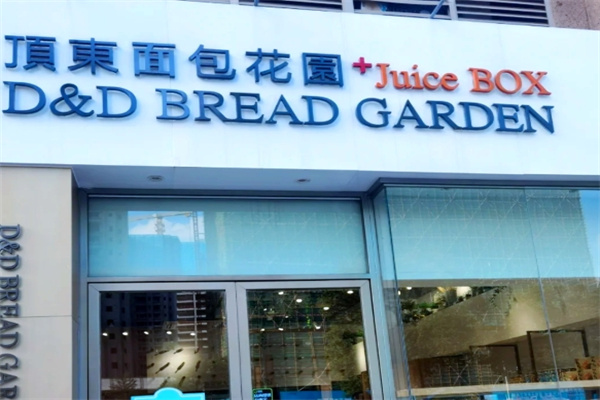 頂東面包花園+Juice BOX
D&D BREAD GARDEN
D&D BREAD GAR